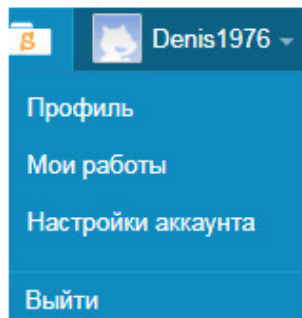 g
Denis1976
Профиль
Мои работы
Настройки аккаунта
Выйти